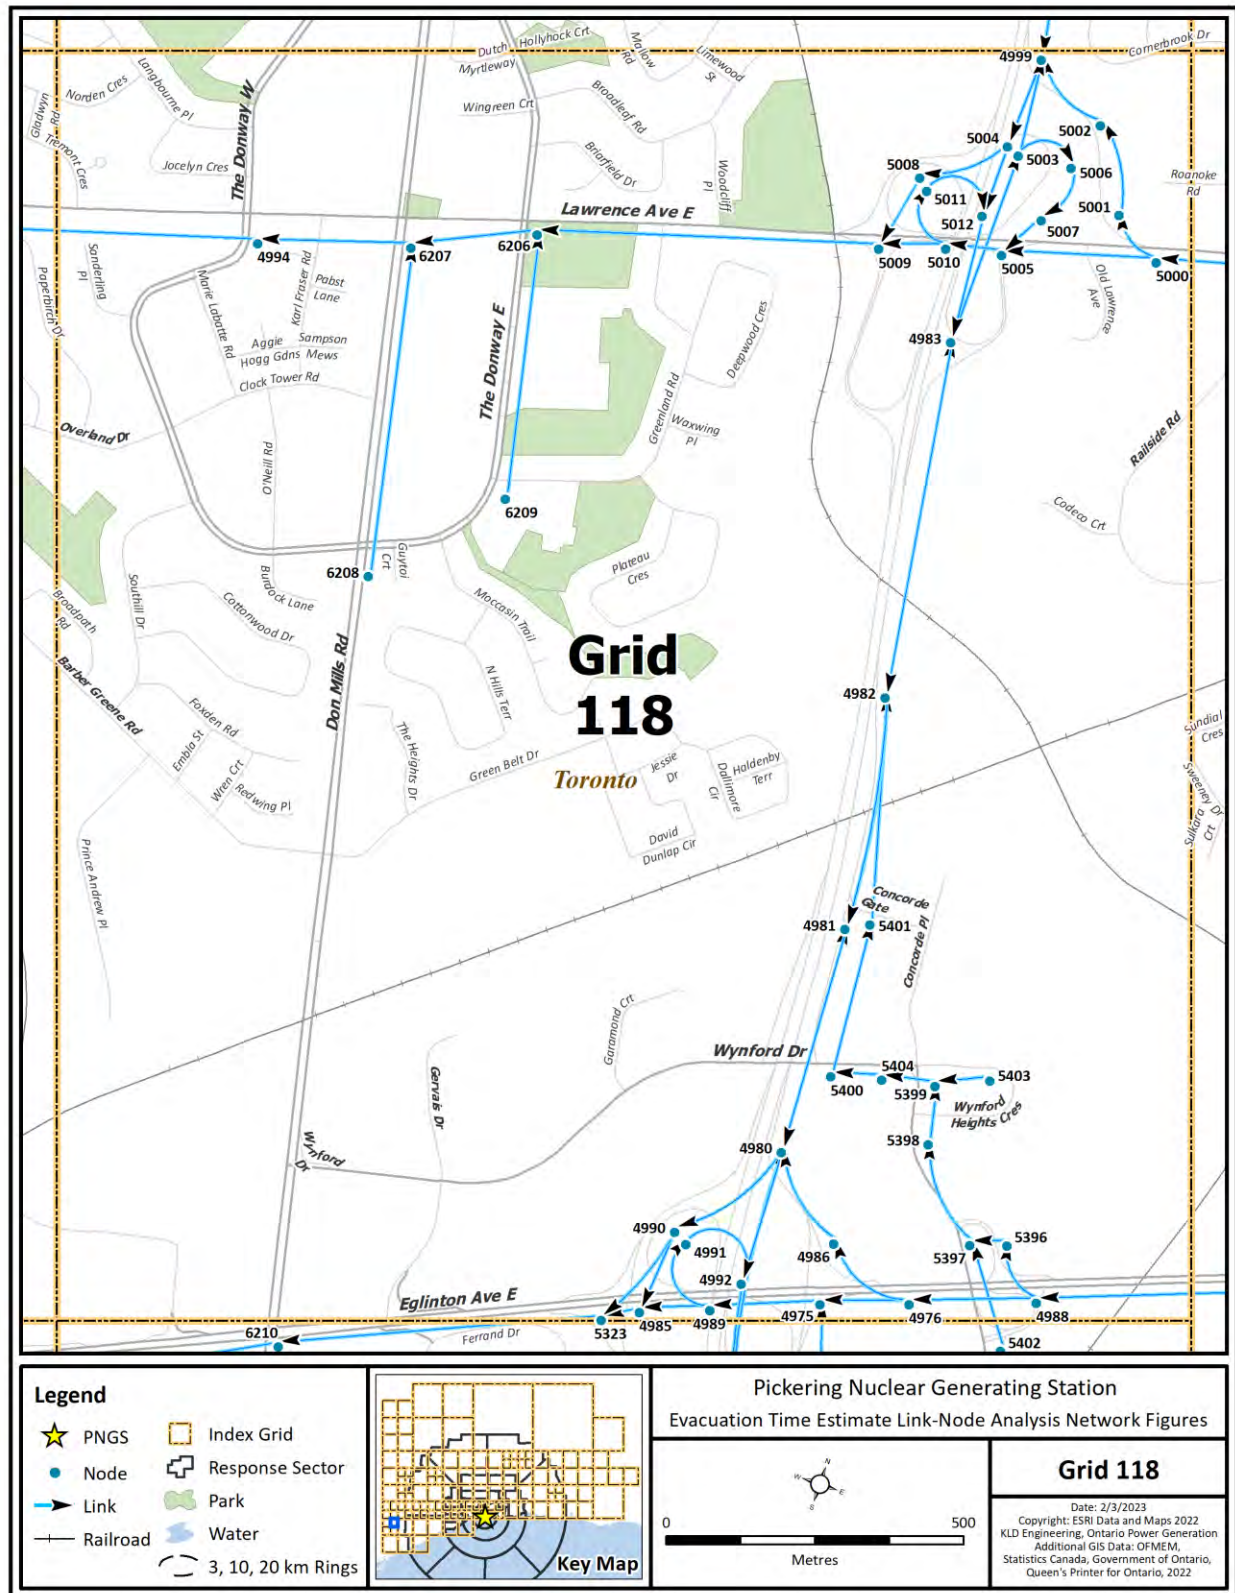 Dutch
Myrtleway
Hollyhock Crt
Mallow
Rd
Limewood
St
4999
Cornerbrook Dr
Langbourne Pl
Norden Cres
Gladwyn
Rd
The Donway W
Wingreen Crt
Broadleaf Rd
5002
Tremont Cres
Jocelyn Cres
Briarfield Dr
Woodcliff
Pl
5004
5003
5008
5006
Roanoke
Rd
5011
Lawrence Ave E
5012
5001
5007
4994
6207
6206
5009
5010
5005
5000
Sanderling
Pl
Paperbirch Dr
Marie Labatte Rd
Karl Fraser Rd
Pabst
Lane
Old Lawrence
Ave
Aggie
Hogg Gdns
Sampson
Mews
Clock Tower Rd
The Donway E
Deepwood Cres
4983
Greenland Rd
Waxwing
Pl
Overland Dr
O'Neill Rd
Railside Rd
6209
Codeco Crt
6208
Guytoi
Crt
Plateau
Cres
Southill Dr
Burdock Lane
Broadpath
Rd
Cottonwood Dr
Moccasin Trail
Grid
118
Toronto
Don Mills Rd
N Hills Terr
4982
Barber Greene Rd
Foxden Rd
Embla St
Wren Crt
Redwing Pl
The Heights Dr
Green Belt Dr
Jessie
Dr
Dallimore
Cir
Haldenby
Terr
Sundial
Cres
Sweeney Dr
Sulkara
Crt
David
Dunlap Cir
Prince Andrew Pl
Concorde
Gate
4981
5401
Concorde Pl
Garamond Crt
Wynford Dr
5404
5403
5400
5399
Wynford
Heights Cres
Gervais Dr
Wynford
Dr
5398
4980
4990
4991
4986
5397
5396
4992
Eglinton Ave E
6210
Ferrand Dr
5323
4985
4989
4975
4976
4988
5402
Legend
PNGS
Node
Link
Railroad
Index Grid
Response Sector
Park
Water
3, 10, 20 km Rings
Key Map
Pickering Nuclear Generating Station
Evacuation Time Estimate Link-Node Analysis Network Figures
N
W
E
S
0
500
Metres
Grid 118
Date: 2/3/2023
Copyright: ESRI Data and Maps 2022
KLD Engineering, Ontario Power Generation
Additional GIS Data: OFMEM,
Statistics Canada, Government of Ontario,
Queen's Printer for Ontario, 2022